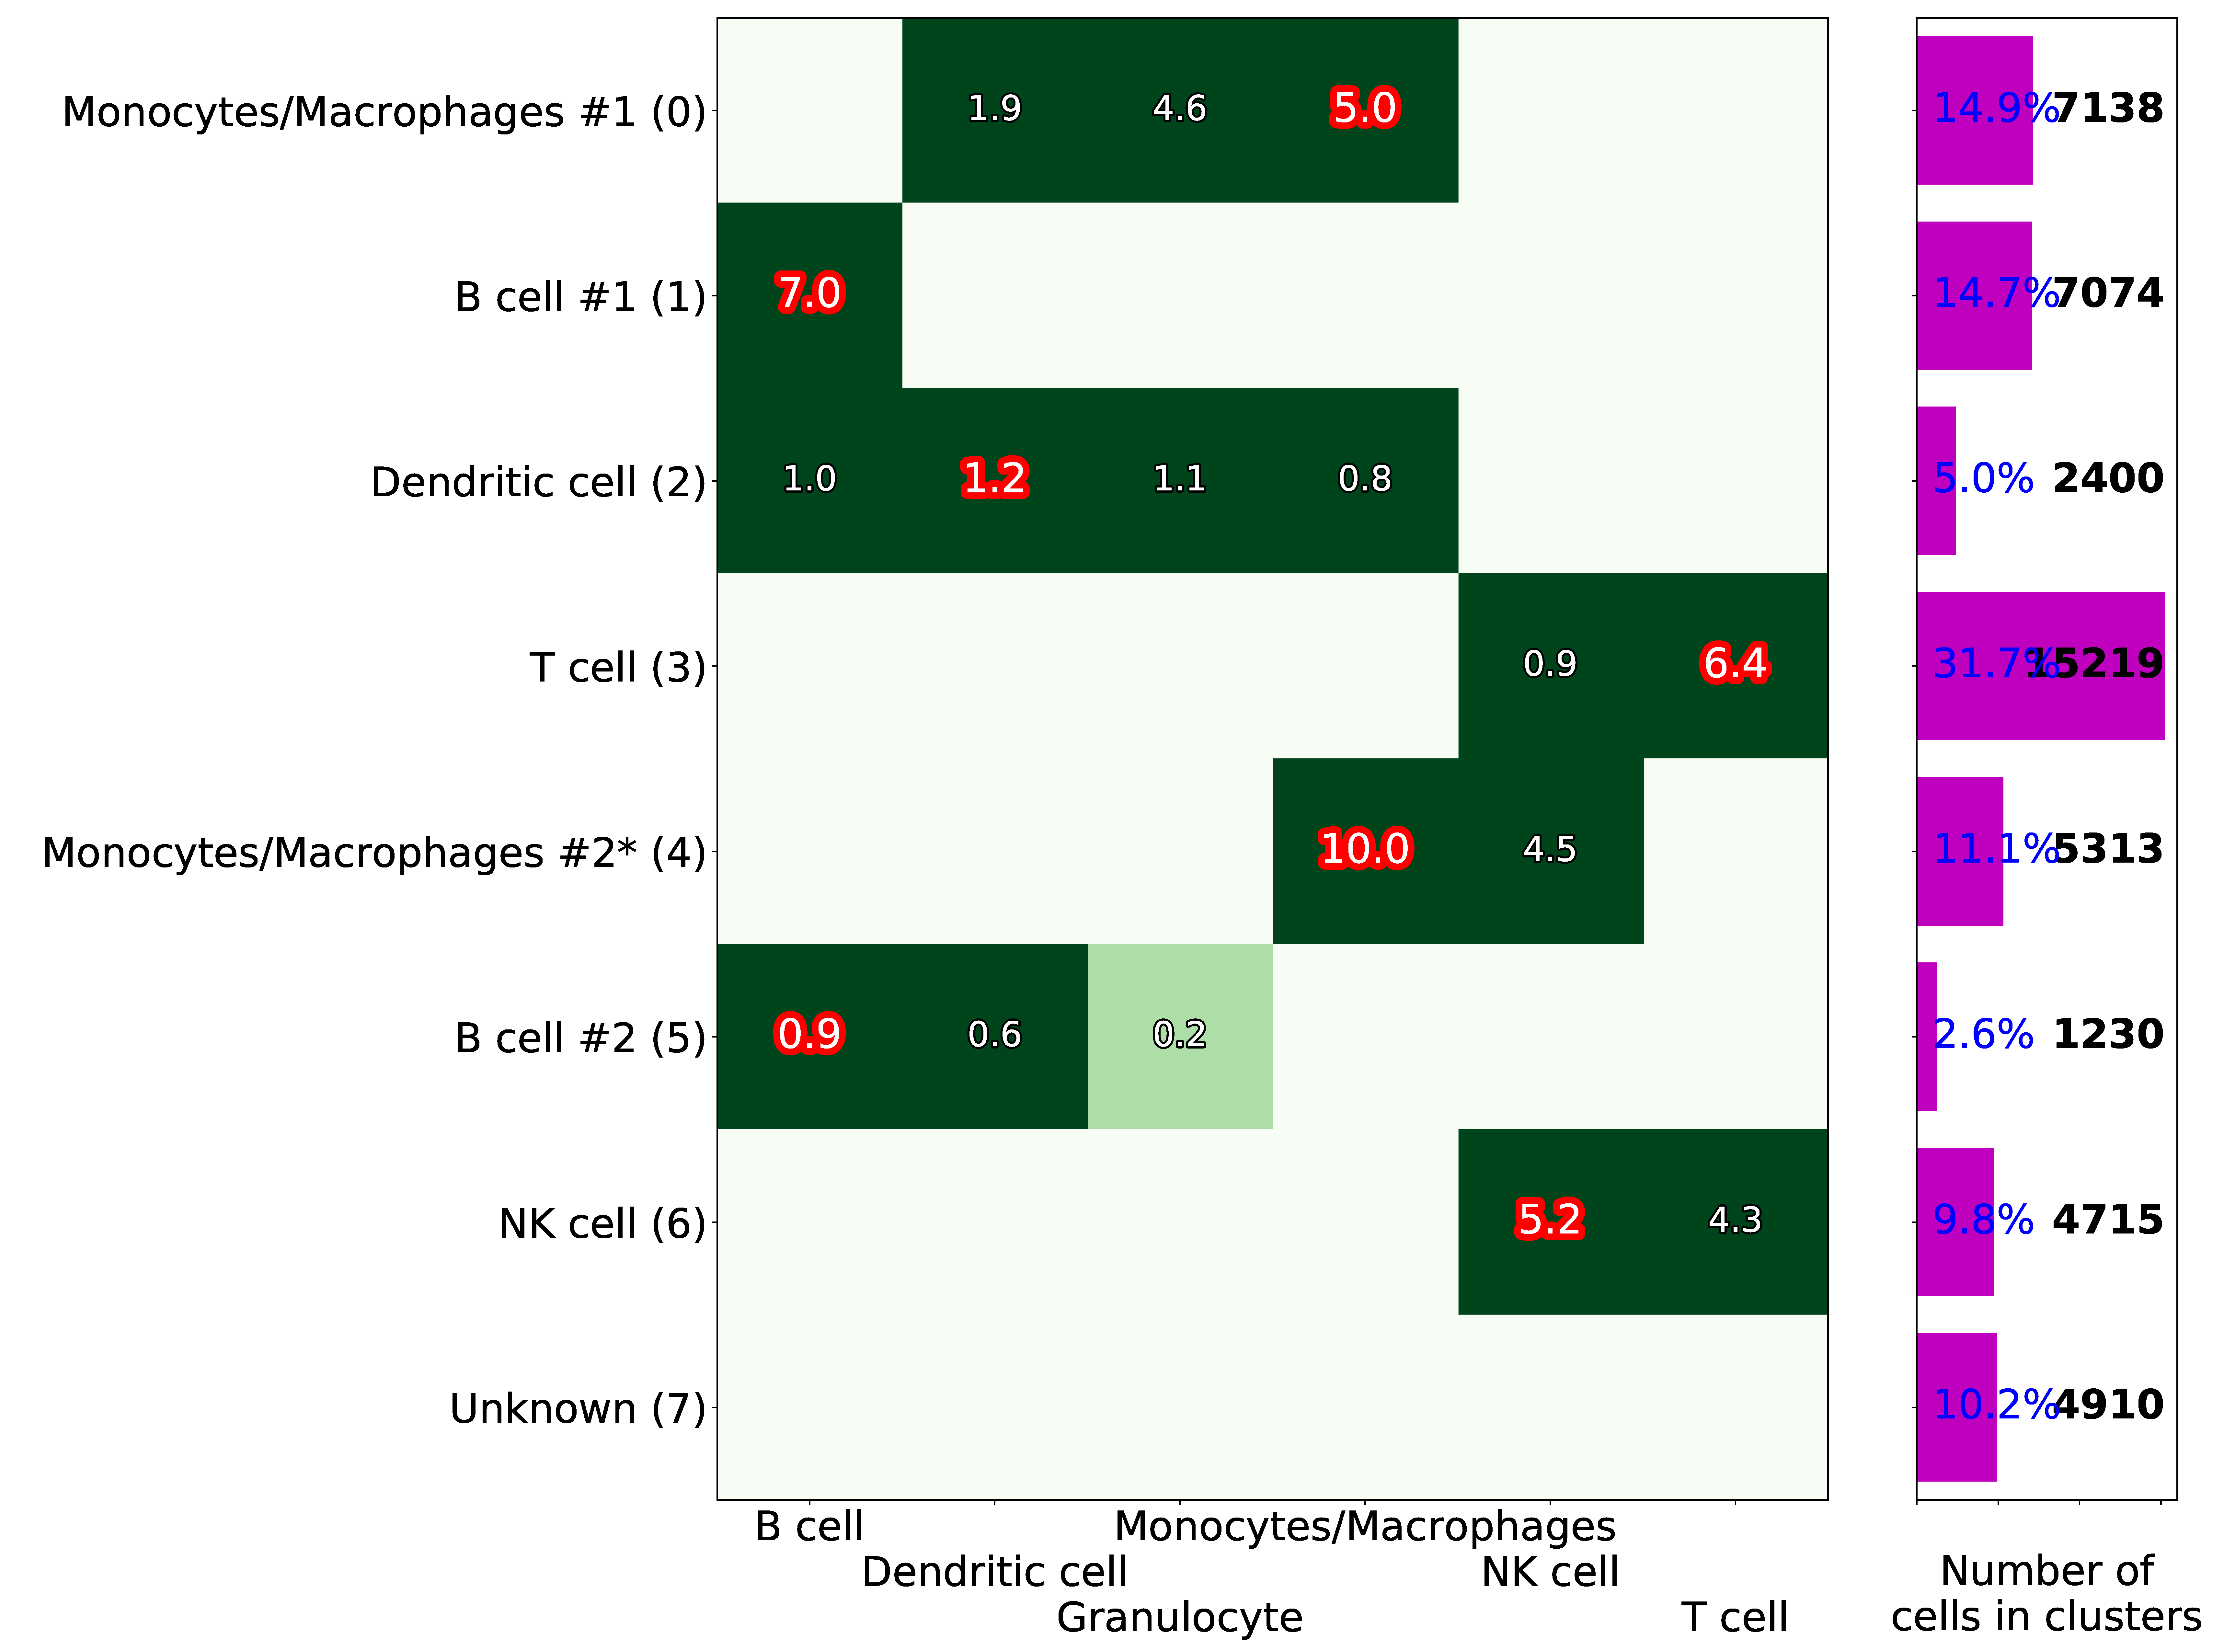 Monocytes/Macrophages #1 (0) 1.9 4.6 5.0 14.9% 7138
B cell #1 (1) 7.0 14.7% 7074
Dendritic cell (2) 1.0 1.2 1.1 0.8 5.0% 2400
T cell (3) 0.9 6.4 31.7% 15219
Monocytes/Macrophages #2* (4) 10.0 4.5 11.1% 5313
B cell #2 (5) 0.9 0.6 0.2 2.6% 1230
NK cell (6) 5.2 4.3 9.8% 4715
Unknown (7) 10.2% 4910
B cell Monocytes/Macrophages
Dendritic cell NK cell Number of
Granulocyte T cell cells in clusters